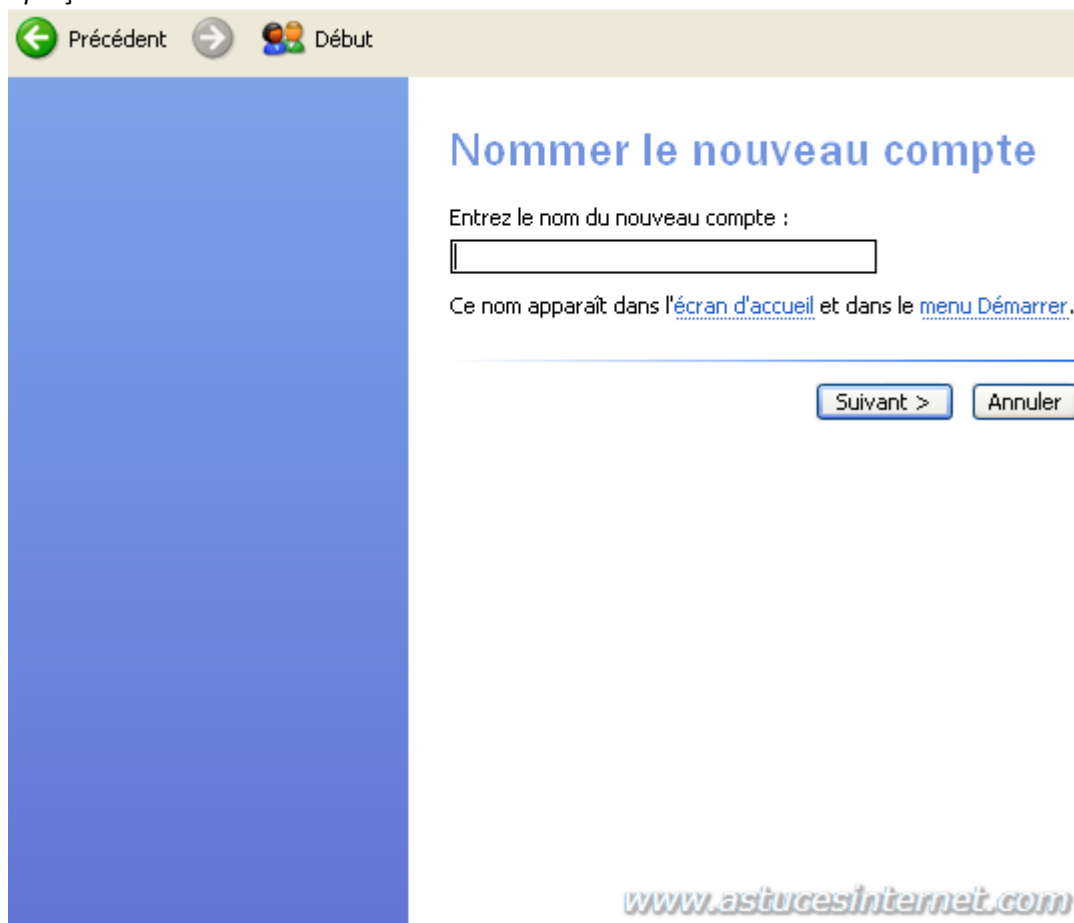 Précédent Début
Nommer le nouveau compte
Entrez le nom du nouveau compte :
Ce nom apparaît dans l'écran d'accueil et dans le menu Démarrer.
Suivant > Annuler
www.astucesinternet.com